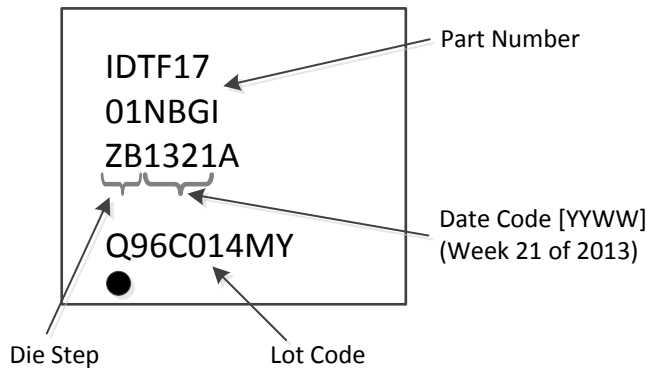 IDTF17
01NBGI
ZB1321A
Q96C014MY
Part Number
Date Code [YYWW]
(Week 21 of 2013)
Die Step
Lot Code